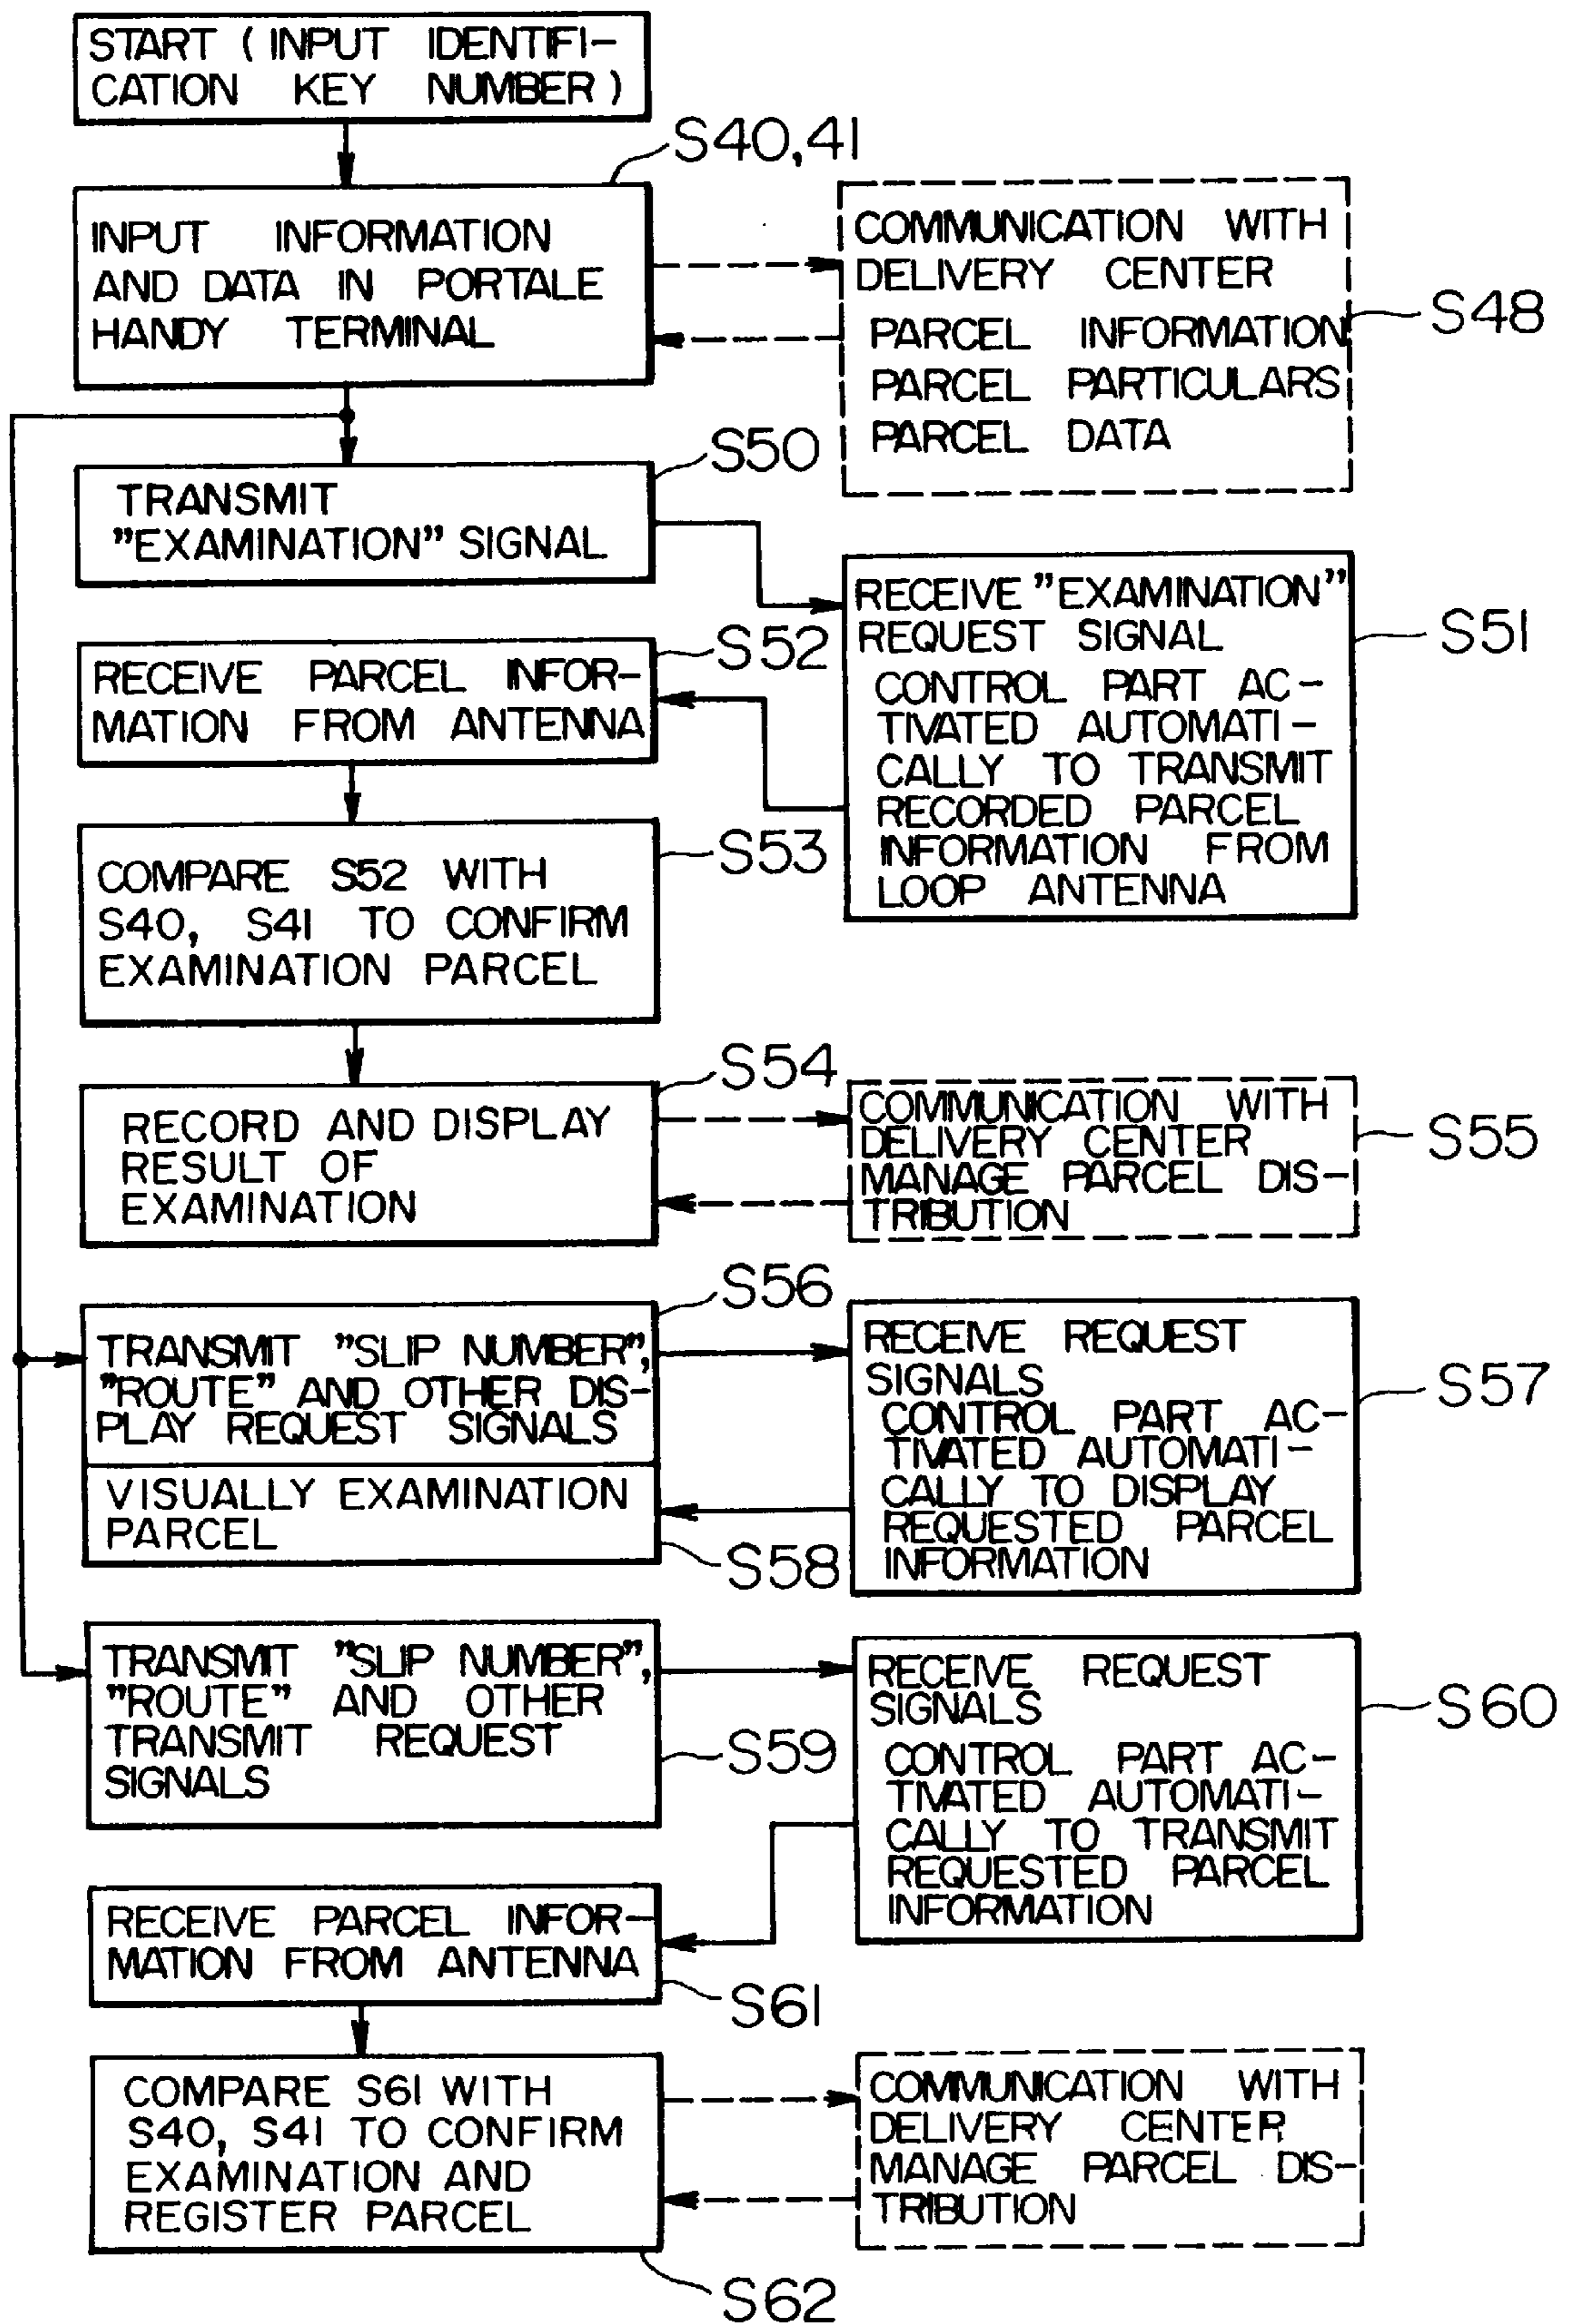 START (INPUT IDENTIFI-
CATION KEY NUMBER)
S40,41
INPUT INFORMATION
AND DATA IN PORTALE
HANDY TERMINAL
COMMUNICATION WITH
DELIVERY CENTER
PARCEL INFORMATION
PARCEL PARTICULARS
PARCEL DATA
S48
S50
TRANSMIT
"EXAMINATION" SIGNAL
RECEIVE "EXAMINATION"
REQUEST SIGNAL
CONTROL PART AC-
TIVATED AUTOMATI-
CALLY TO TRANSMIT
RECORDED PARCEL
INFORMATION FROM
LOOP ANTENNA
S51
S52
RECEIVE PARCEL INFOR-
MATION FROM ANTENNA
S53
COMPARE S52 WITH
S40, S41 TO CONFIRM
EXAMINATION PARCEL
S54
RECORD AND DISPLAY
RESULT OF
EXAMINATION
COMMUNICATION WITH
DELIVERY CENTER
MANAGE PARCEL DIS-
TRIBUTION
S55
S56
TRANSMIT "SLIP NUMBER",
"ROUTE" AND OTHER DIS-
PLAY REQUEST SIGNALS
VISUALLY EXAMINATION
PARCEL
S58
RECEIVE REQUEST
SIGNALS
CONTROL PART AC-
TIVATED AUTOMATI-
CALLY TO DISPLAY
REQUESTED PARCEL
INFORMATION
S57
TRANSMIT "SLIP NUMBER",
"ROUTE" AND OTHER
TRANSMIT REQUEST
SIGNALS
S59
RECEIVE REQUEST
SIGNALS
CONTROL PART AC-
TIVATED AUTOMATI-
CALLY TO TRANSMIT
REQUESTED PARCEL
INFORMATION
S60
RECEIVE PARCEL INFOR-
MATION FROM ANTENNA
S61
COMPARE S61 WITH
S40, S41 TO CONFIRM
EXAMINATION AND
REGISTER PARCEL
S62
COMMUNICATION WITH
DELIVERY CENTER
MANAGE PARCEL DIS-
TRIBUTION